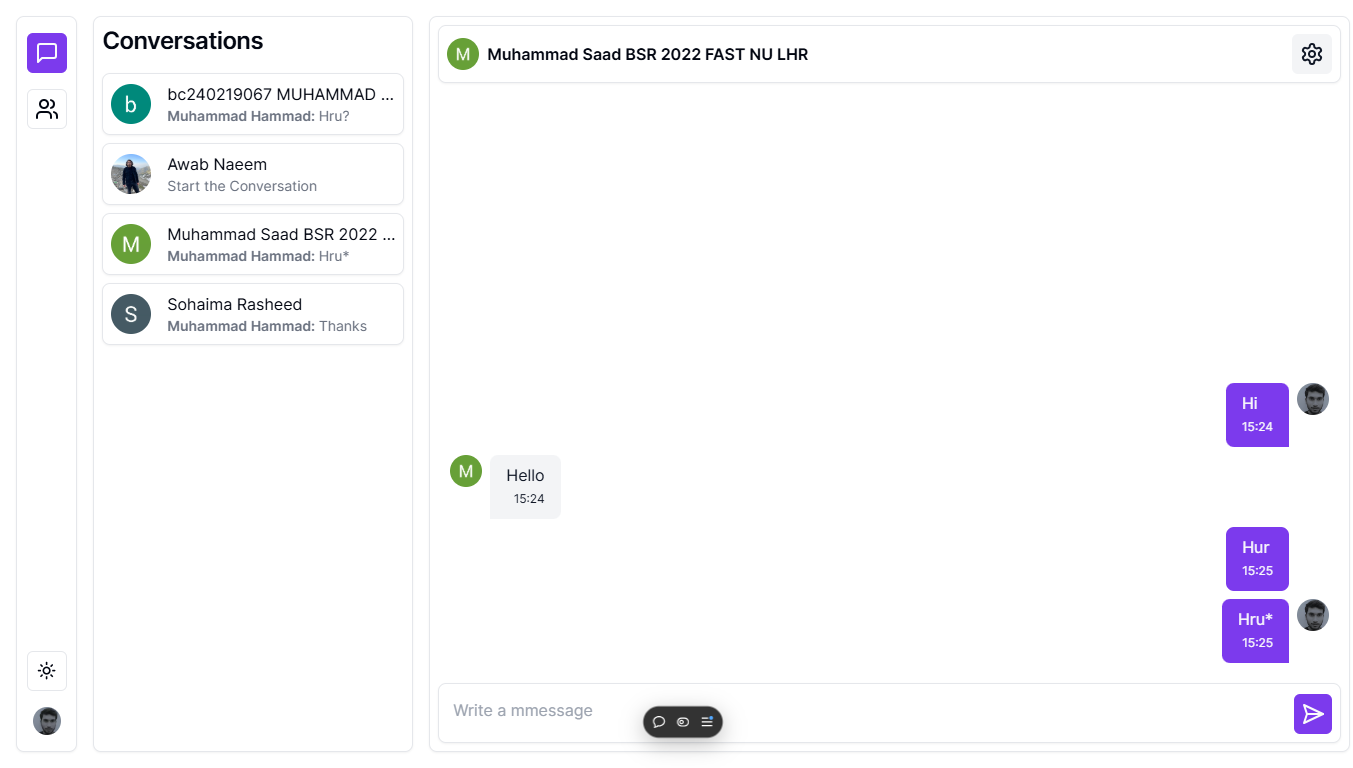 Conversations
b
bc240219067 MUHAMMAD ...
Muhammad Hammad: Hru?
Awab Naeem
Start the Conversation
M
Muhammad Saad BSR 2022 ...
Muhammad Hammad: Hru*
S
Sohaima Rasheed
Muhammad Hammad: Thanks
M
Muhammad Saad BSR 2022 FAST NU LHR
Hi
15:24
M
Hello
15:24
Hur
15:25
Hru*
15:25
Write a mmessage